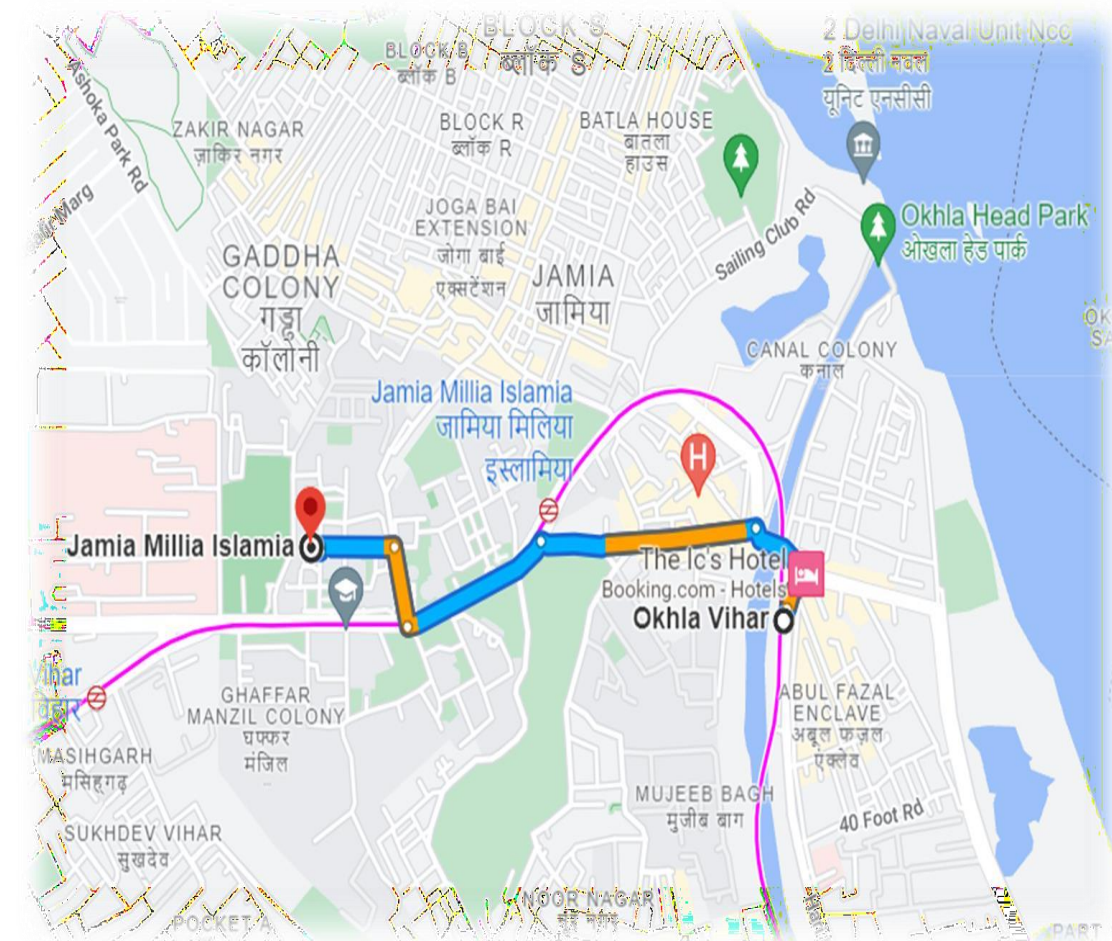 BLOCK S
ब्लॉक S
BLOCK B
ब्लॉक B
2 Delhi Naval Unit Ncc
2 दिल्ली नवल
यूनिट एनसीसी
Ashoka Park Rd
ZAKIR NAGAR
ज़ाकिर नगर
BLOCK R
ब्लॉक R
BATLA HOUSE
बातला
हाउस
Marg
JOGA BAI
EXTENSION
जोगा बाई
एक्सटेंशन
Sailing Club Rd
Okhla Head Park
ओखला हेड पार्क
GADDHA
COLONY
गड्ढा
कॉलोनी
JAMIA
जामिया
CANAL COLONY
कनाल
Jamia Millia Islamia
जामिया मिलिया
इस्लामिया
H
Jamia Millia Islamia
The Ic's Hotel
Booking.com - Hotels
Okhla Vihar
GHAFFAR
MANZIL COLONY
घफ्फर
मंजिल
ABUL FAZAL
ENCLAVE
अबूल फज़ल
एंक्लेव
MASIHGARH
मसिहगढ़
MUJEEB BAGH
मुजीब बाग
40 Foot Rd
SUKHDEV VIHAR
सुखदेव
NOOR NAGAR
POCKET A
PART